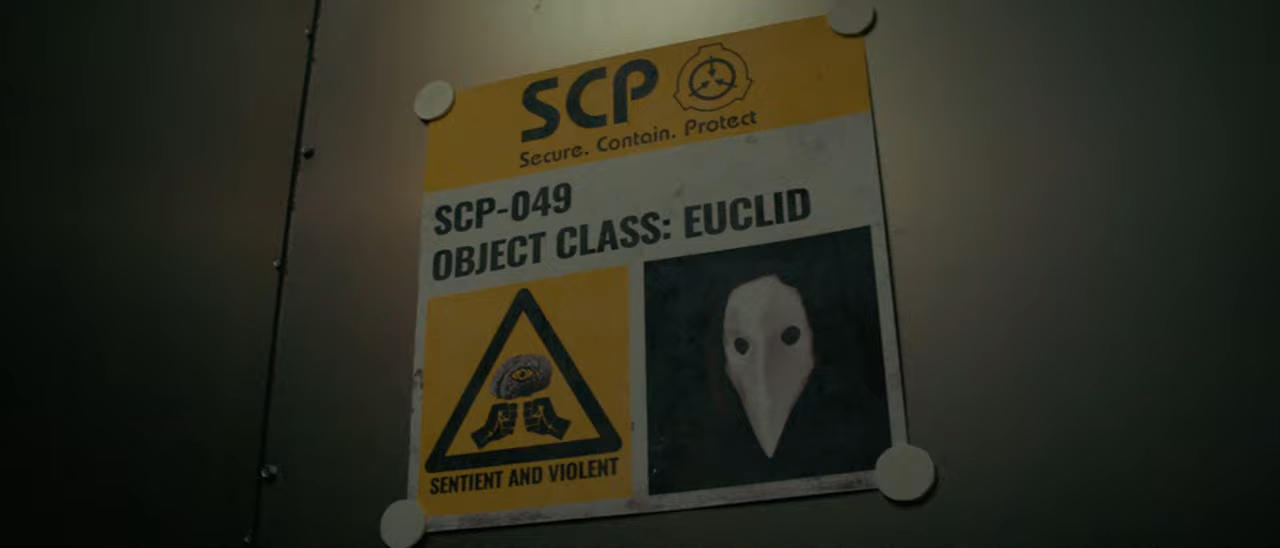 SCP
Secure. Contain. Protect
SCP-049
OBJECT CLASS: EUCLID
SENTIENT AND VIOLENT